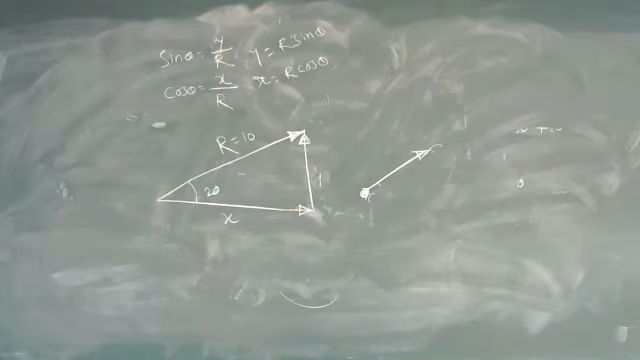 Sinθ = y/R, y = R sinθ
Cosθ = x/R x = R cosθ.
R = 10
20
x